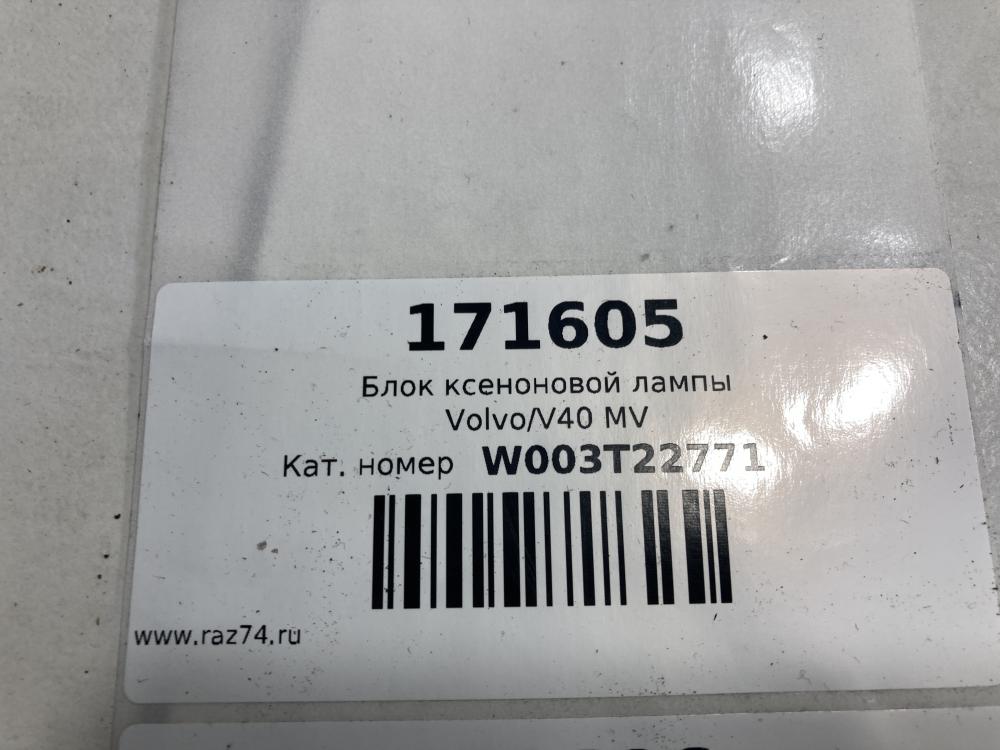 171605
Блок ксеноновой лампы
Volvo/V40 MV
Кат. номер W003T22771
www.raz74.ru